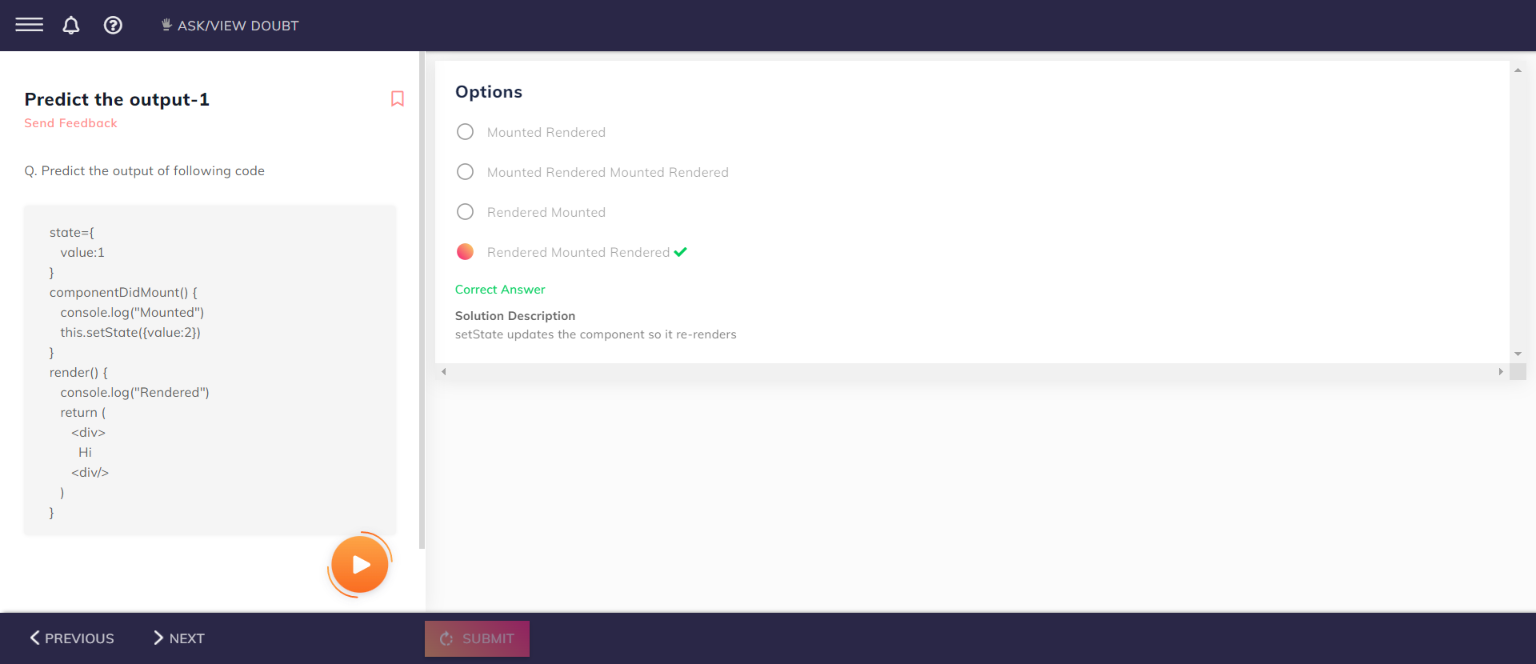 ASK/VIEW DOUBT
Predict the output-1
Send Feedback
Q. Predict the output of following code
state={
value:1
}
componentDidMount() {
console.log("Mounted")
this.setState({value:2})
}
render() {
console.log("Rendered")
return (
<div>
Hi
<div/>
)
}
Options
Mounted Rendered
Mounted Rendered Mounted Rendered
Rendered Mounted
Rendered Mounted Rendered
Correct Answer
Solution Description
setState updates the component so it re-renders
PREVIOUS
NEXT
SUBMIT